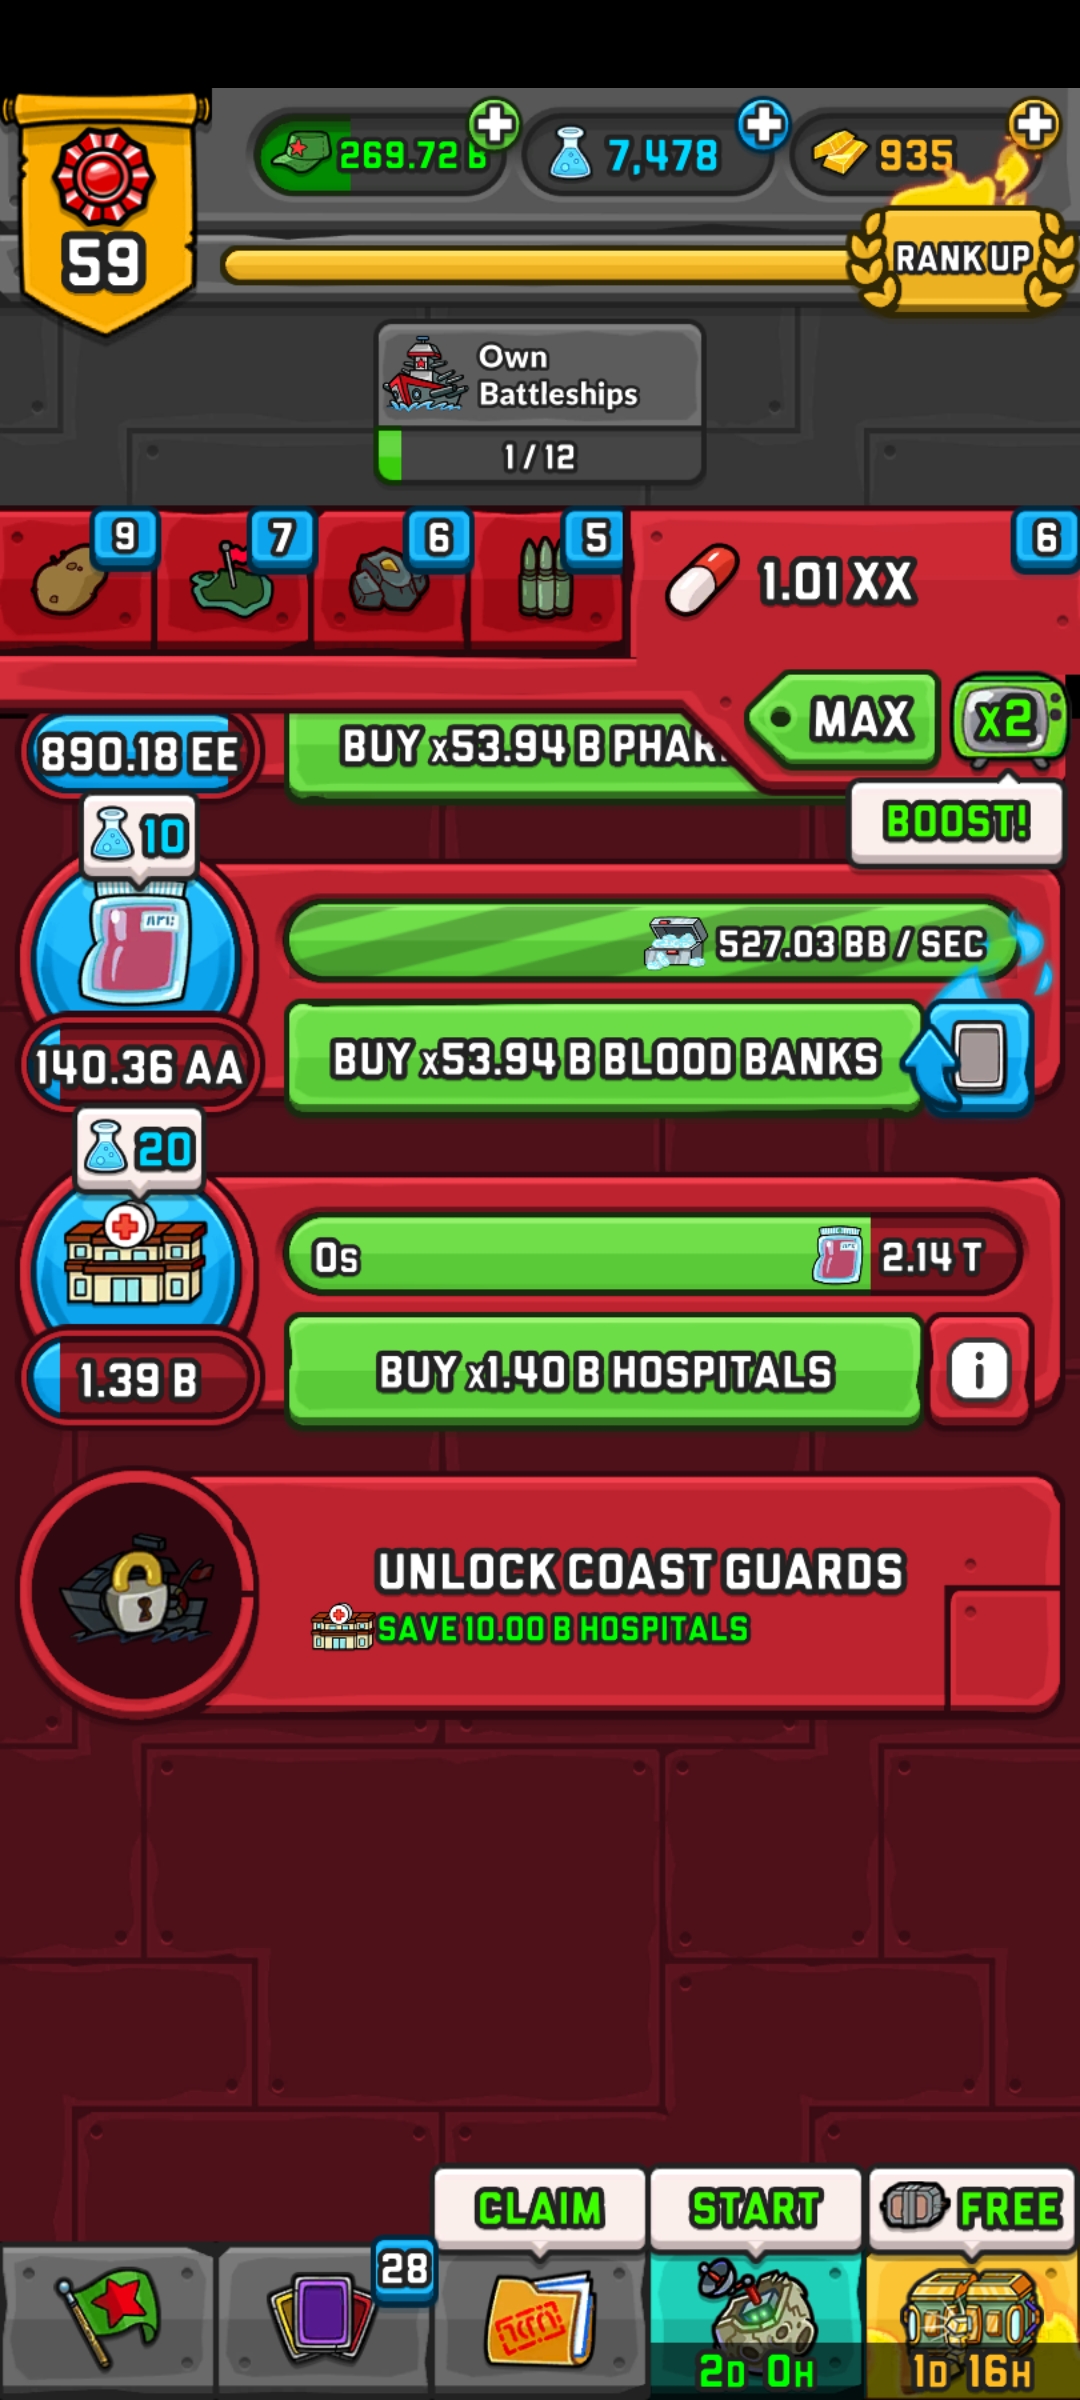 269.72 B
7,478
935
59
RANK UP
Own
Battleships
1 / 12
9
7
6
5
6
1.01 XX
MAX
x2
890.18 EE
BUY x53.94 B PHAR
BOOST!
10
527.03 BB / SEC
140.36 AA
BUY x53.94 B BLOOD BANKS
20
0s
2.14 T
1.39 B
BUY x1.40 B HOSPITALS
i
UNLOCK COAST GUARDS
SAVE 10.00 B HOSPITALS
CLAIM
START
FREE
28
2D 0H
1D 16H